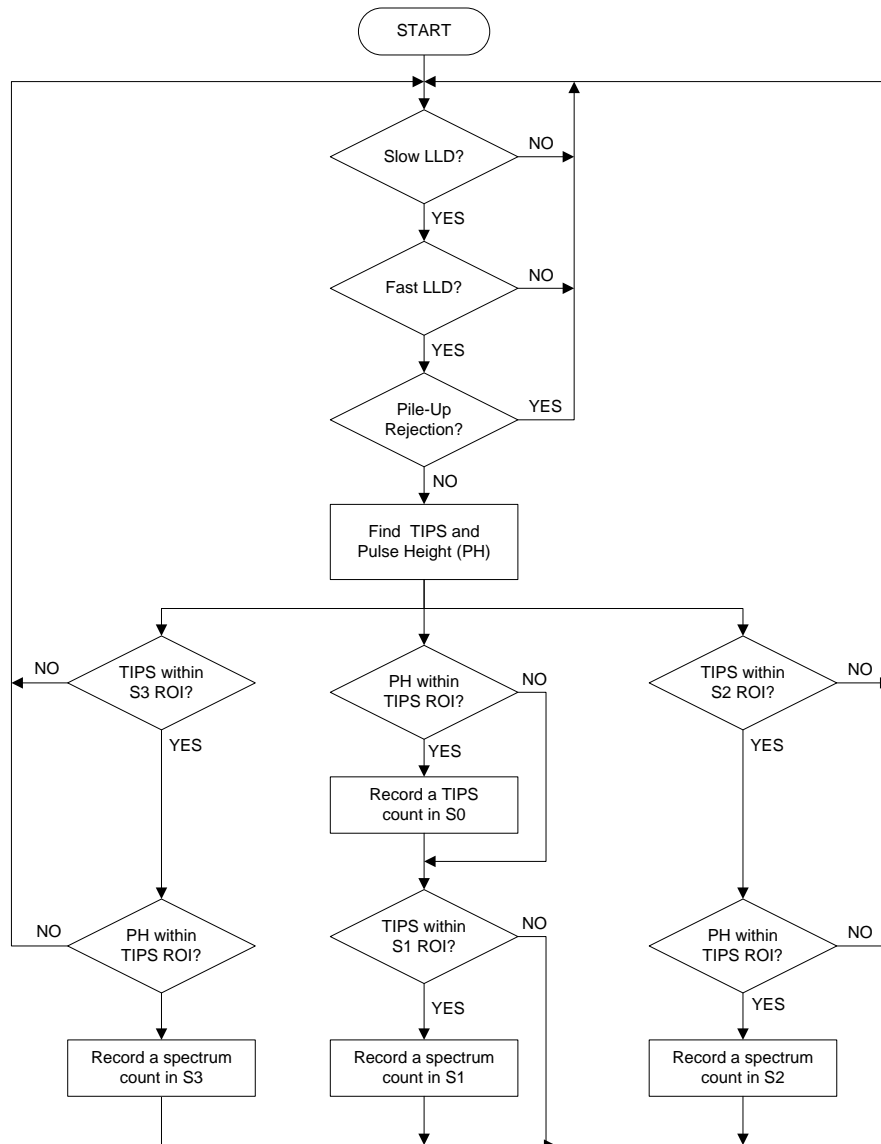 START
Slow LLD?
NO
YES
Fast LLD?
NO
YES
Pile-Up
Rejection?
YES
NO
Find TIPS and
Pulse Height (PH)
NO
TIPS within
S3 ROI?
YES
PH within
TIPS ROI?
NO
YES
TIPS within
S2 ROI?
NO
YES
Record a TIPS
count in S0
NO
PH within
TIPS ROI?
TIPS within
S1 ROI?
NO
YES
PH within
TIPS ROI?
NO
YES
Record a spectrum
count in S3
Record a spectrum
count in S1
Record a spectrum
count in S2